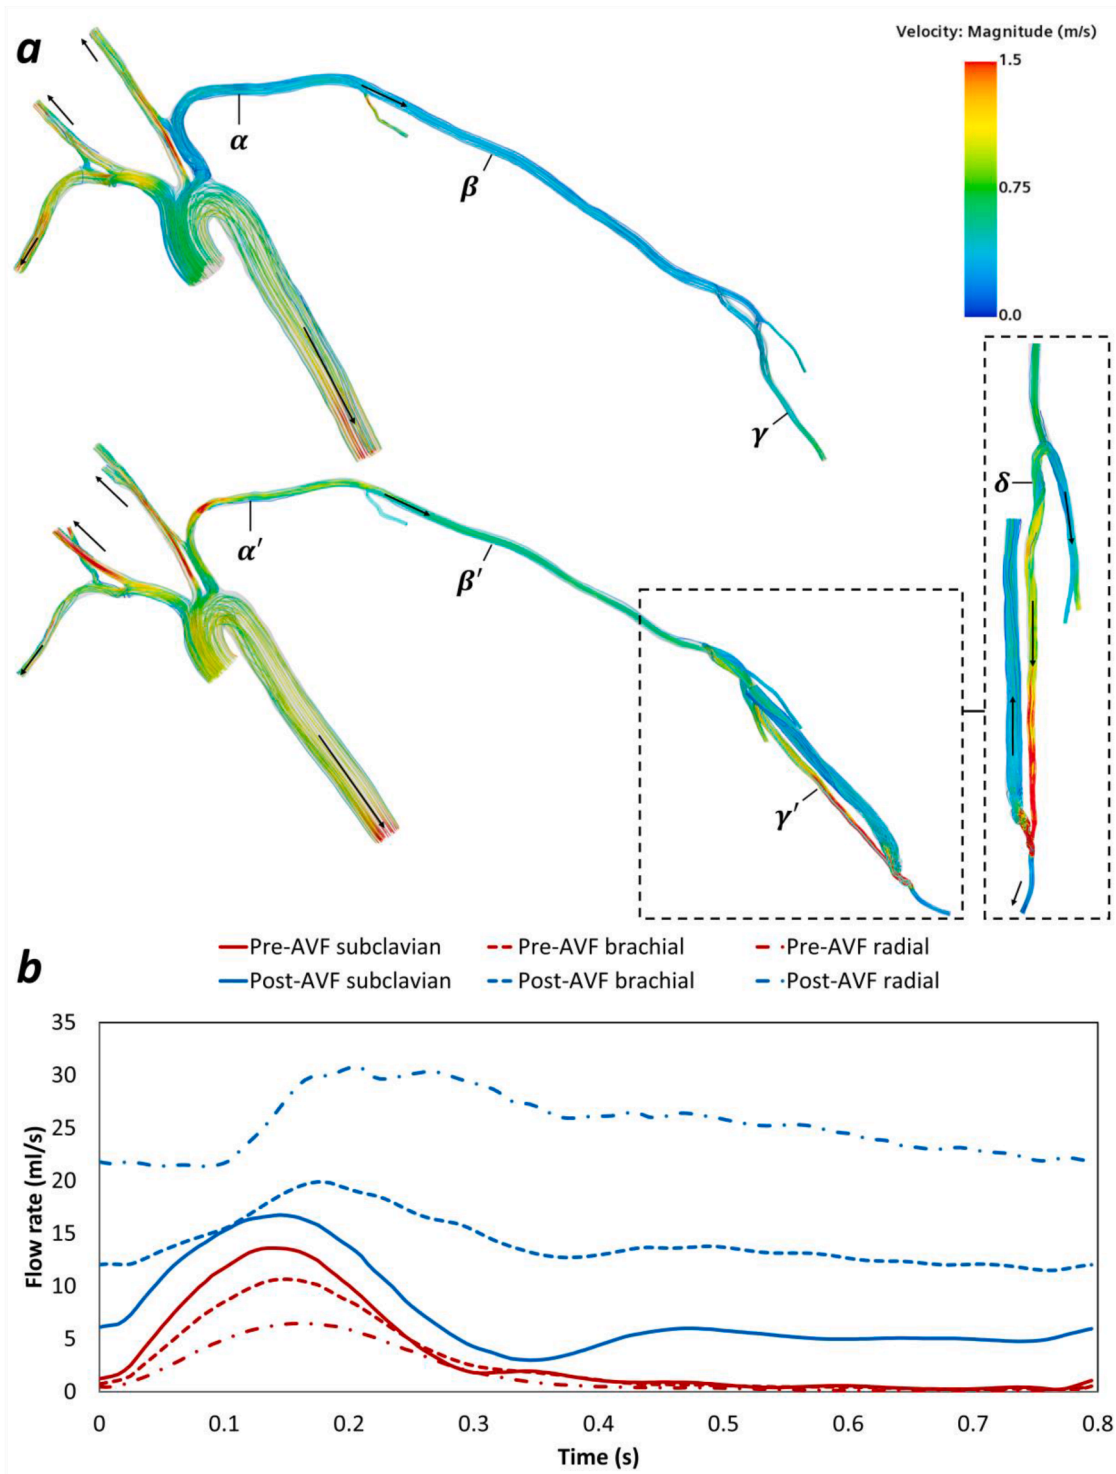 a
Velocity: Magnitude (m/s)
1.5
0.75
0.0
α
β
γ
δ
α′
β′
γ′
b
Pre-AVF subclavian
Pre-AVF brachial
Pre-AVF radial
Post-AVF subclavian
Post-AVF brachial
Post-AVF radial
35
30
25
20
15
10
5
0
Flow rate (ml/s)
0 0.1 0.2 0.3 0.4 0.5 0.6 0.7 0.8
Time (s)